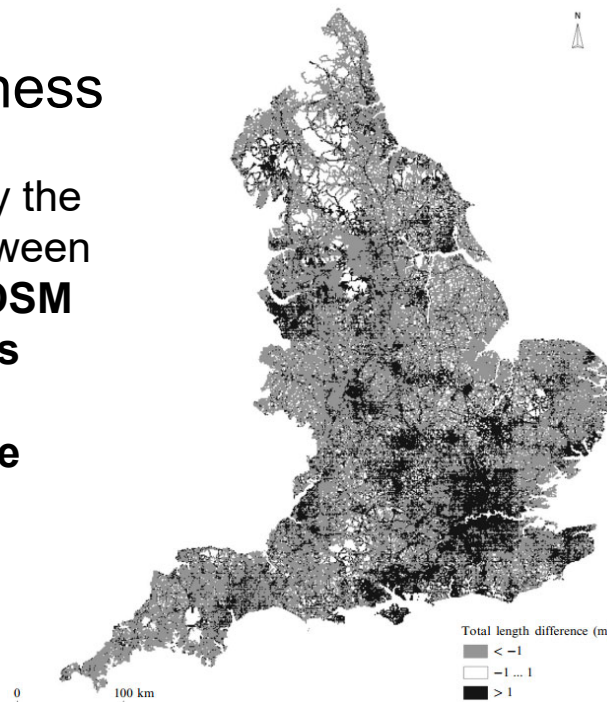 ness
y the
ween
OSM
s
e
N
Total length difference (m
< −1
−1 ... 1
> 1
0 100 km